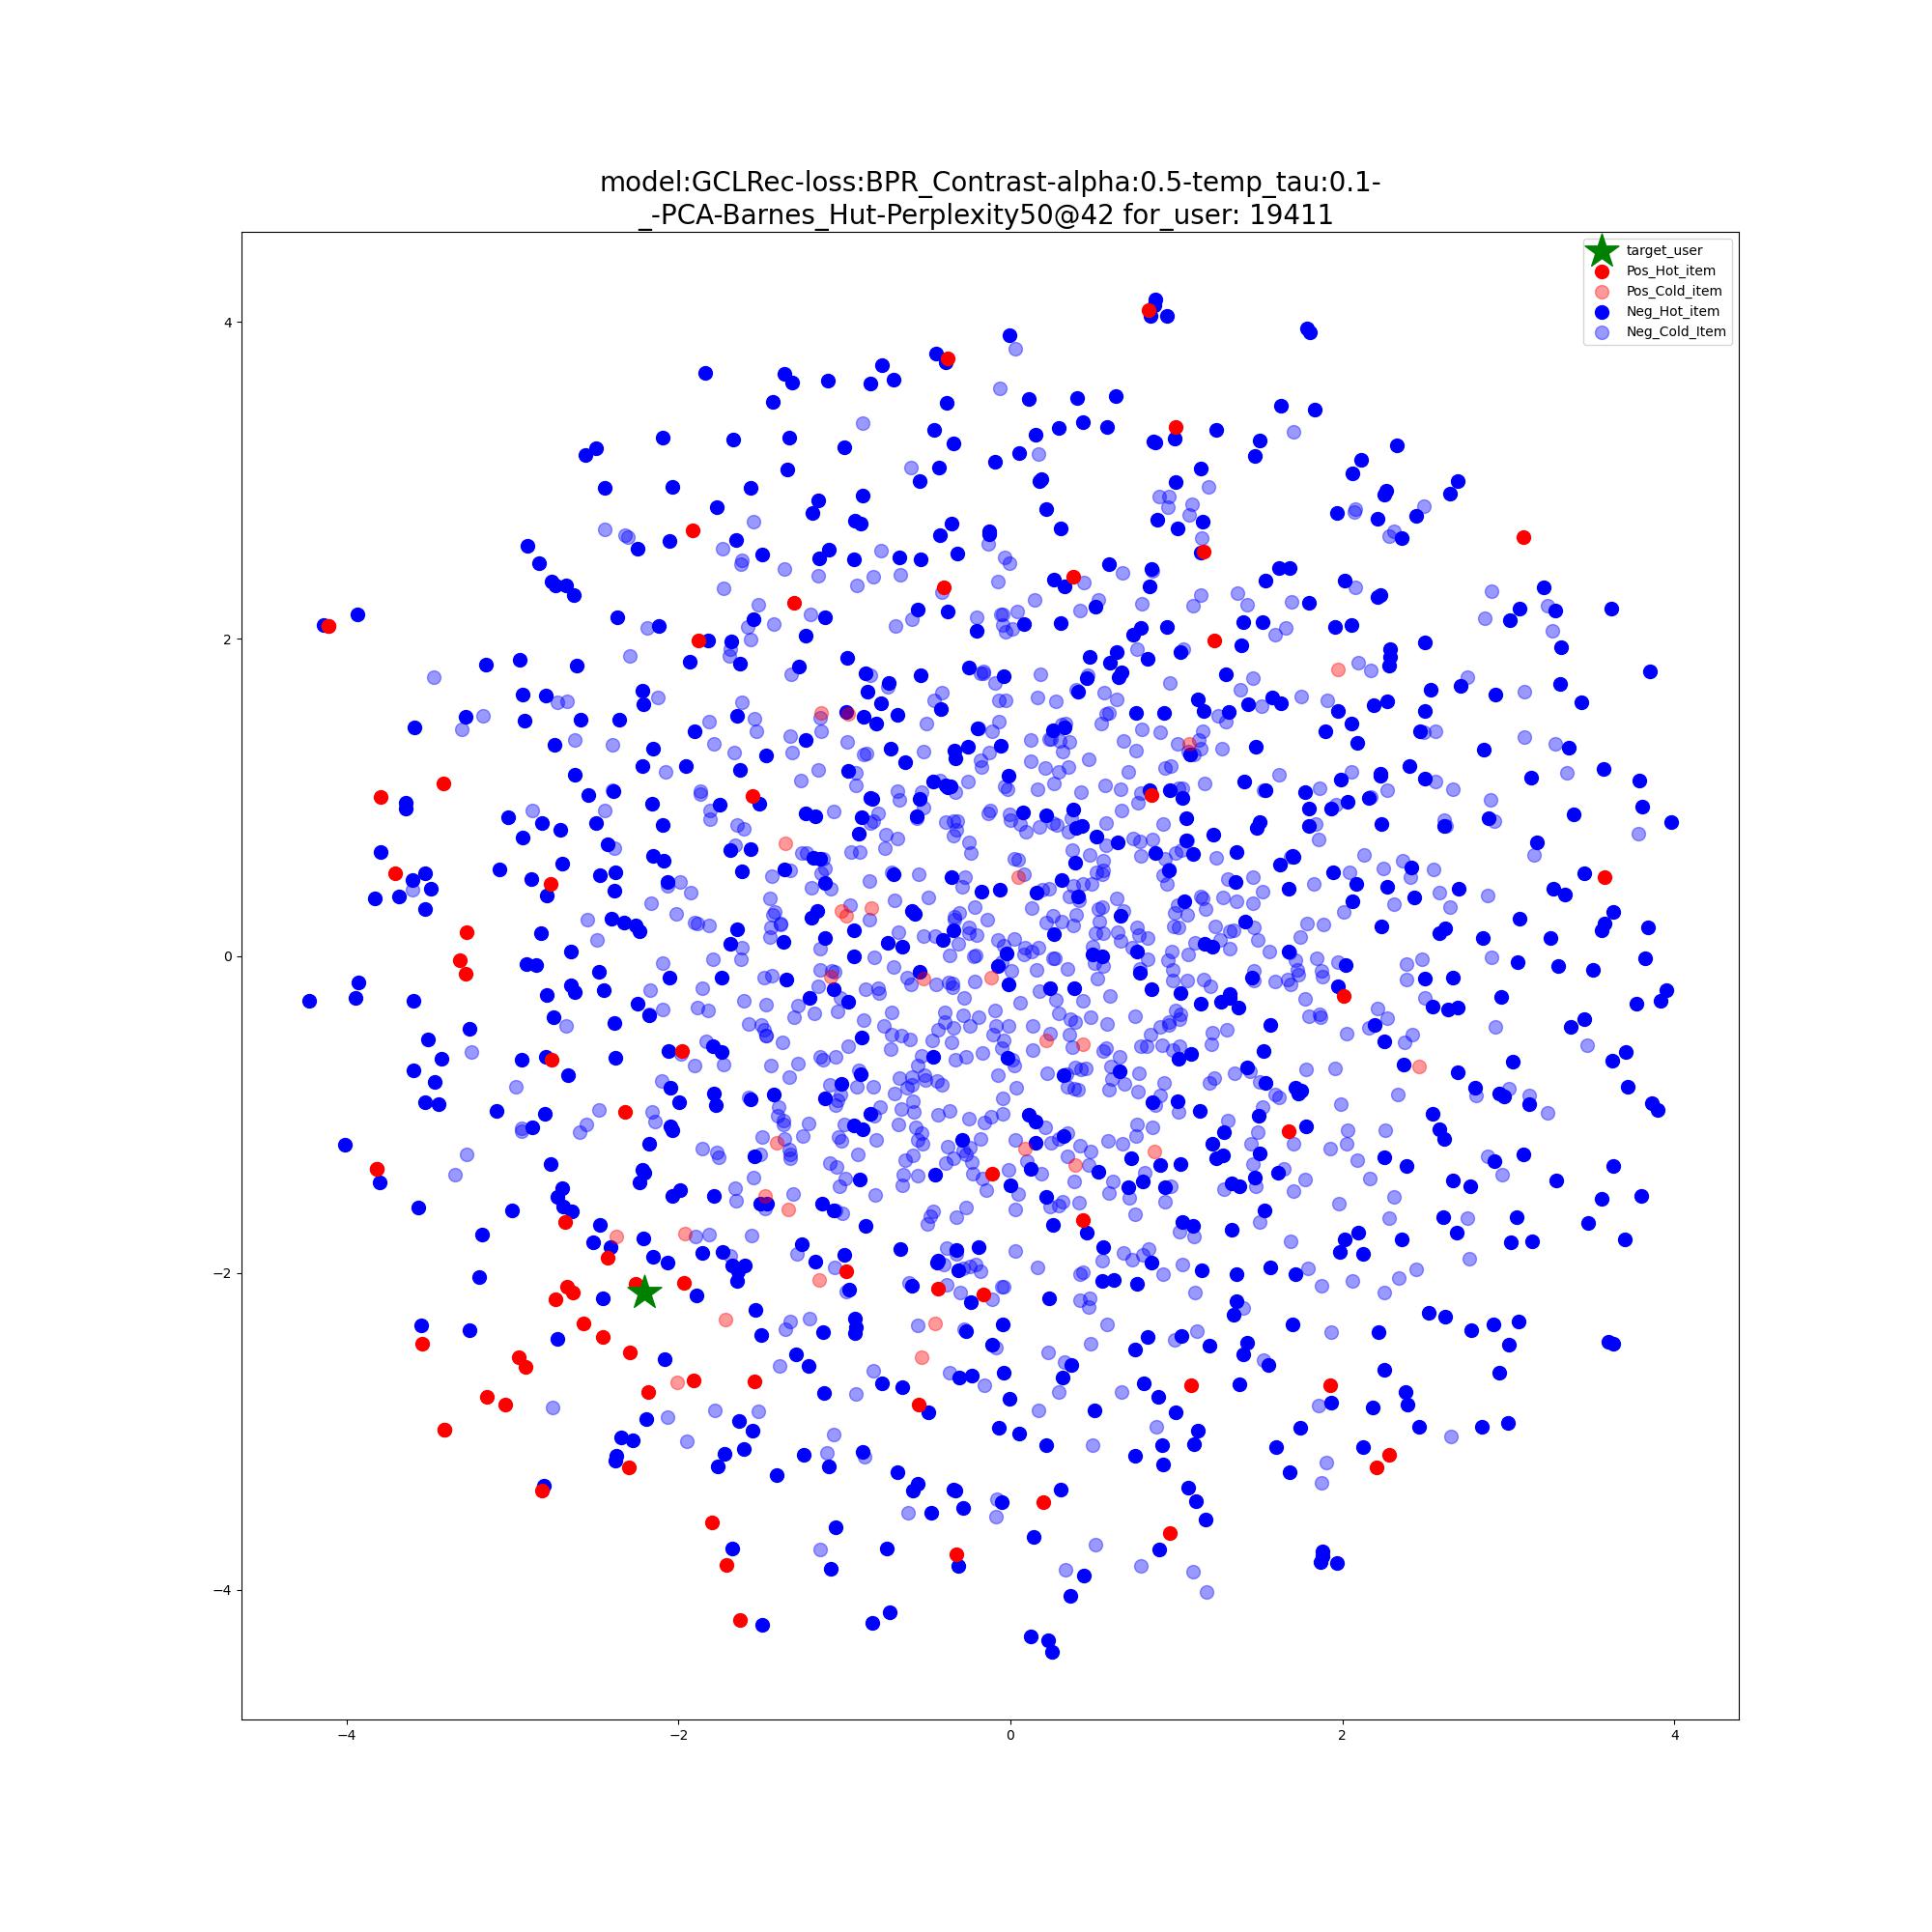 model:GCLRec-loss:BPR_Contrast-alpha:0.5-temp_tau:0.1-
_-PCA-Barnes_Hut-Perplexity50@42 for_user: 19411
target_user
Pos_Hot_item
Pos_Cold_item
Neg_Hot_item
Neg_Cold_Item
4
2
0
−2
−4
−4
−2
0
2
4